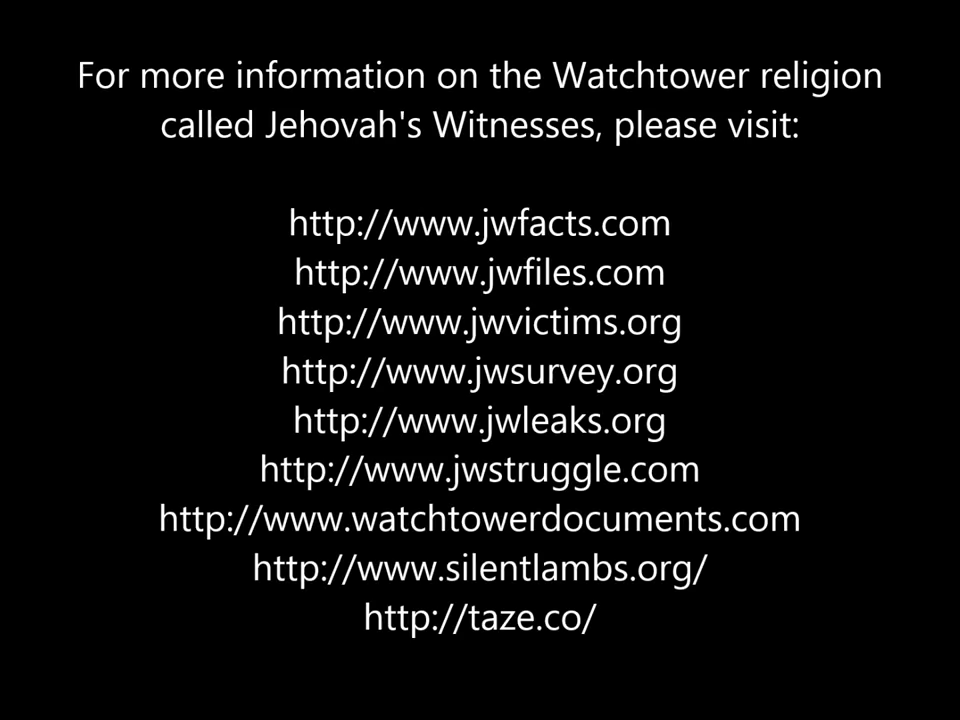 For more information on the Watchtower religion
called Jehovah's Witnesses, please visit:
http://www.jwfacts.com
http://www.jwfiles.com
http://www.jwvictims.org
http://www.jwsurvey.org
http://www.jwleaks.org
http://www.jwstruggle.com
http://www.watchtowerdocuments.com
http://www.silentlambs.org/
http://taze.co/